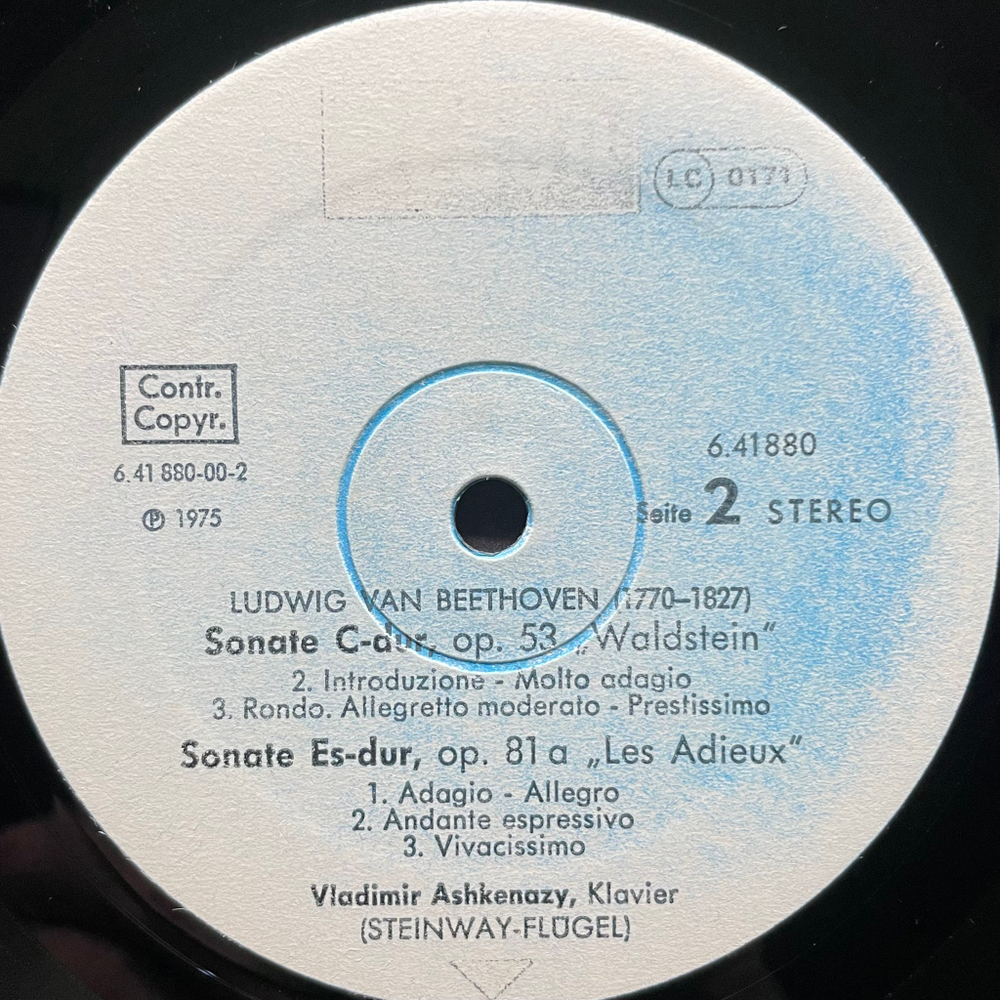 LC 0171
Contr.
Copyr.
6.41 880-00-2
℗ 1975
6.41880
Seite 2 STEREO
LUDWIG VAN BEETHOVEN (1770–1827)
Sonate C-dur, op. 53 „Waldstein“
2. Introduzione - Molto adagio
3. Rondo. Allegretto moderato - Prestissimo
Sonate Es-dur, op. 81 a „Les Adieux“
1. Adagio - Allegro
2. Andante espressivo
3. Vivacissimo
Vladimir Ashkenazy, Klavier
(STEINWAY-FLÜGEL)